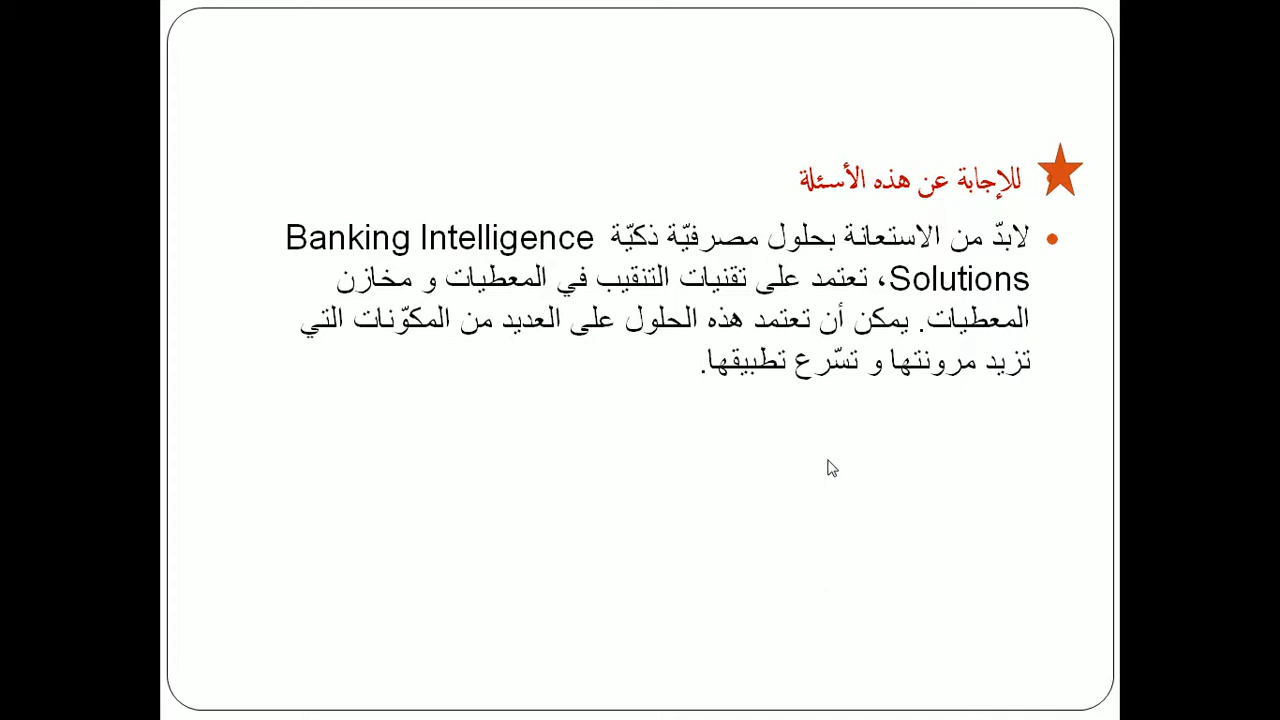 للإجابة عن هذه الأسئلة
لابدّ من الاستعانة بحلول مصرفيّة ذكيّة Banking Intelligence
Solutions، تعتمد على تقنيات التنقيب في المعطيات و مخازن
المعطيات. يمكن أن تعتمد هذه الحلول على العديد من المكوّنات التي
تزيد مرونتها و تسّرع تطبيقها.